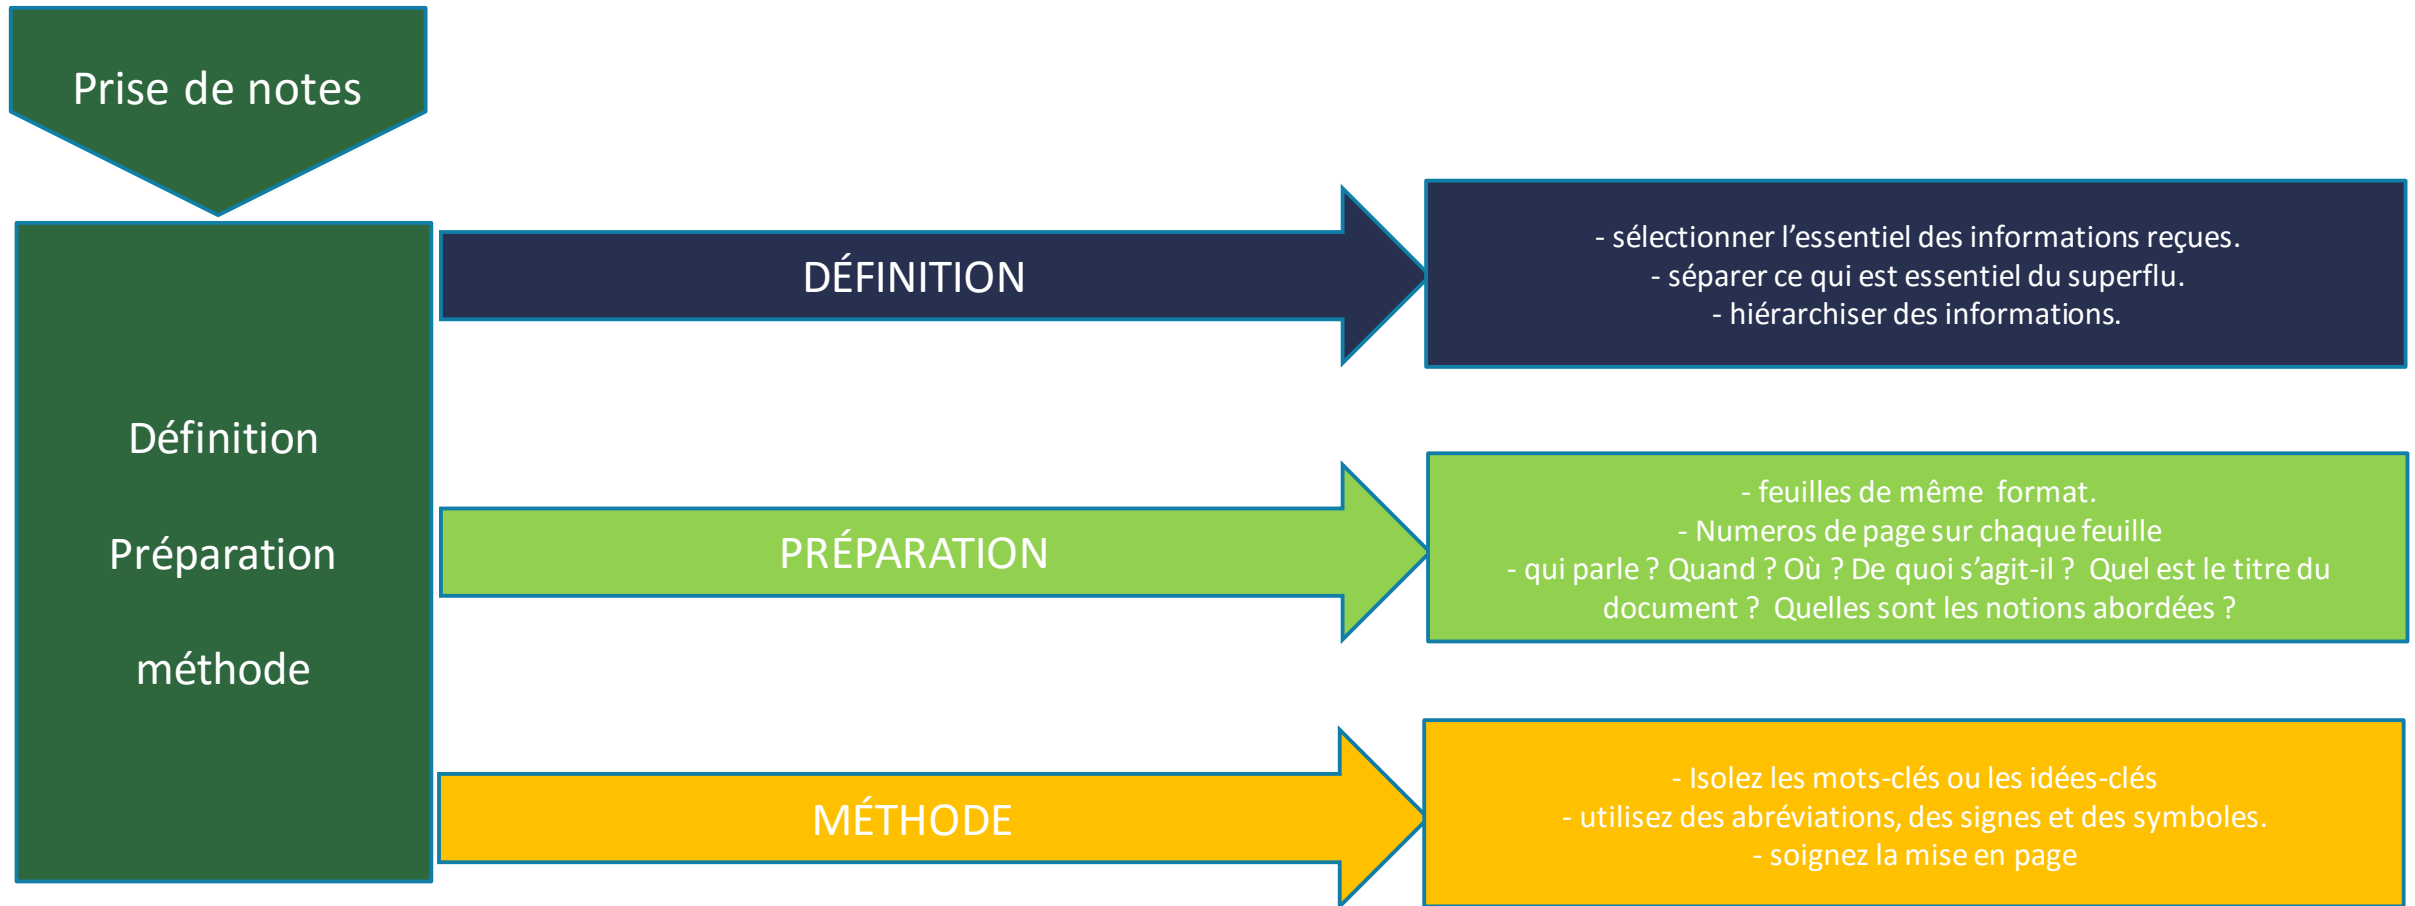 Prise de notes
Définition
Préparation
méthode
DÉFINITION
- sélectionner l’essentiel des informations reçues.
- séparer ce qui est essentiel du superflu.
- hiérarchiser des informations.
PRÉPARATION
- feuilles de même format.
- Numeros de page sur chaque feuille
- qui parle ? Quand ? Où ? De quoi s’agit-il ? Quel est le titre du
document ? Quelles sont les notions abordées ?
MÉTHODE
- Isolez les mots-clés ou les idées-clés
- utilisez des abréviations, des signes et des symboles.
- soignez la mise en page